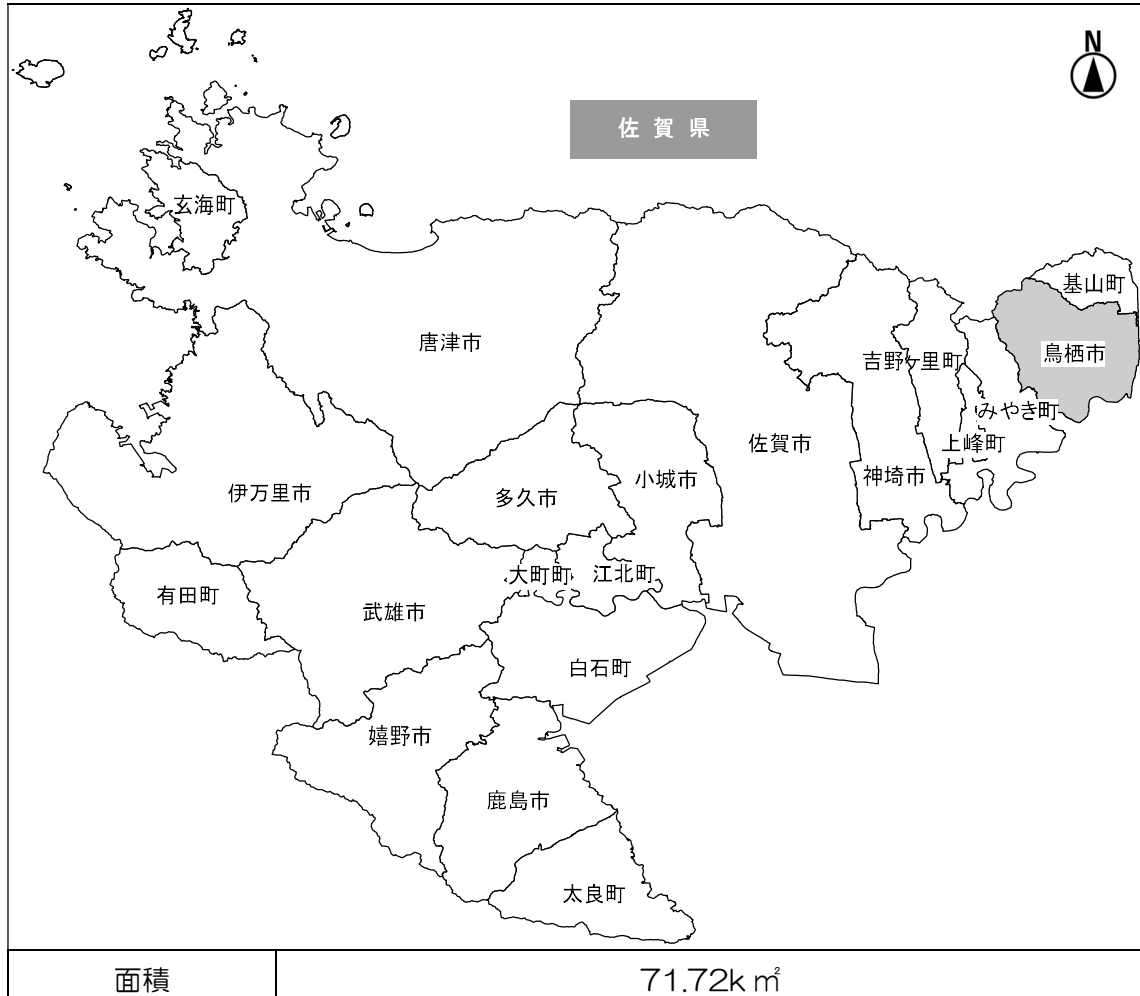 N
佐賀県
玄海町
基山町
唐津市
吉野ヶ里町
鳥栖市
みやき町
佐賀市
上峰町
小城市
神埼市
伊万里市
多久市
大町町
江北町
有田町
武雄市
白石町
嬉野市
鹿島市
太良町
面積 71.72k㎡